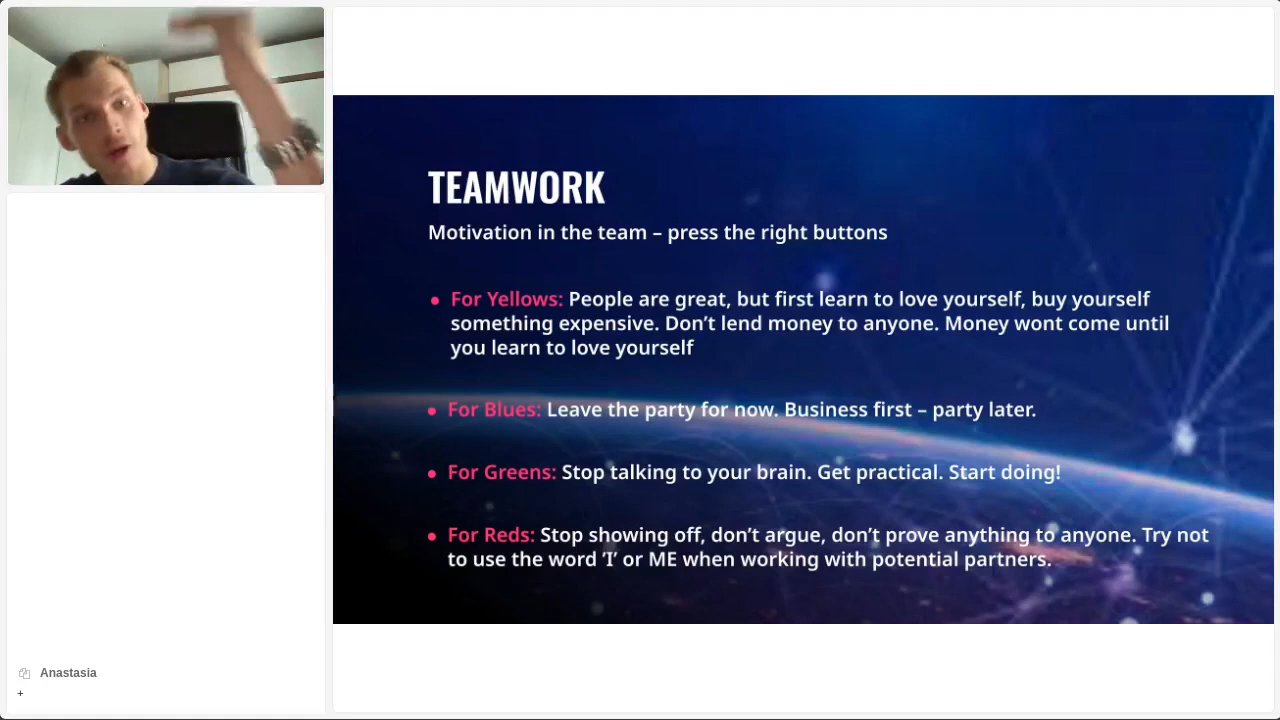 TEAMWORK
Motivation in the team – press the right buttons
• For Yellows: People are great, but first learn to love yourself, buy yourself
something expensive. Don’t lend money to anyone. Money wont come until
you learn to love yourself
• For Blues: Leave the party for now. Business first – party later.
• For Greens: Stop talking to your brain. Get practical. Start doing!
• For Reds: Stop showing off, don’t argue, don’t prove anything to anyone. Try not
to use the word ‘I’ or ME when working with potential partners.
Anastasia
+